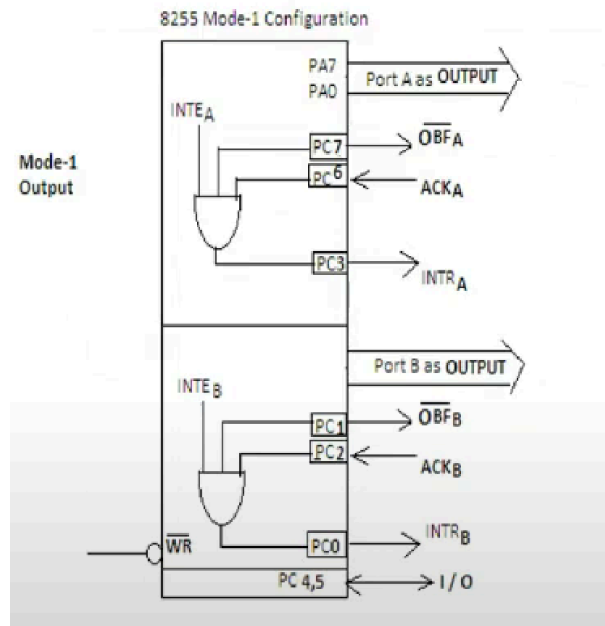 8255 Mode-1 Configuration
PA7
PA0
Port A as OUTPUT
INTEA
PC7
OBFA
Mode-1
Output
PC6
ACKA
PC3
INTRA
Port B as OUTPUT
INTEB
PC1
OBFB
PC2
ACKB
WR
PC0
INTRB
PC 4,5
I / O